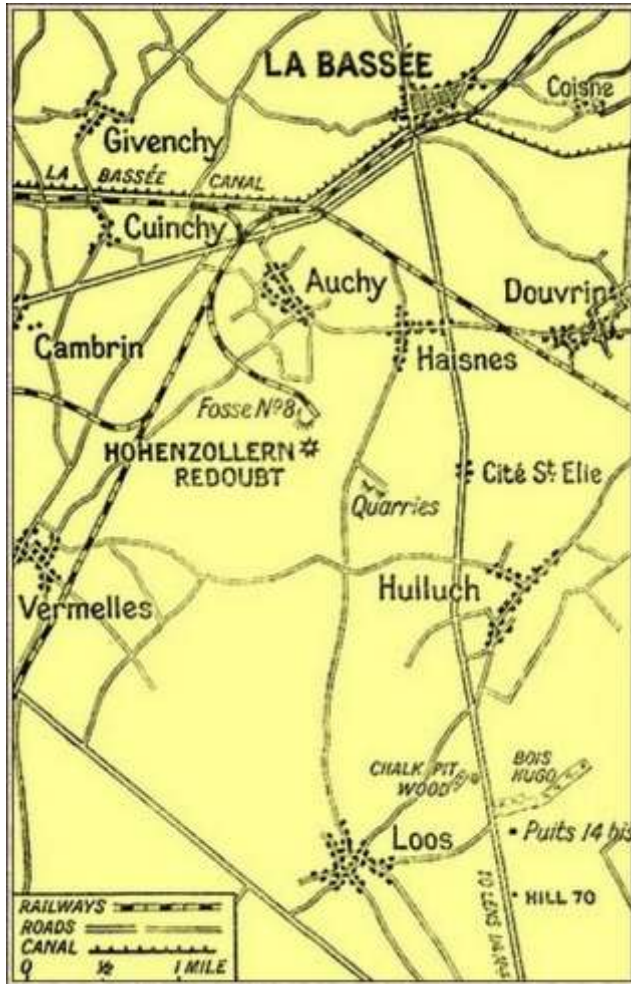 LA BASSÉE
Coisne
Givenchy
LA BASSÉE CANAL
Cuinchy
Auchy
Douvrin
Cambrin
Haisnes
Fosse Nº 8
HOHENZOLLERN
REDOUBT
Cité St Elie
Quarries
Hulluch
Vermelles
CHALK PIT
WOOD
BOIS
HUGO
Puits 14 bis
Loos
HILL 70
TO LENS
RAILWAYS
ROADS
CANAL
0 ½ 1 MILE